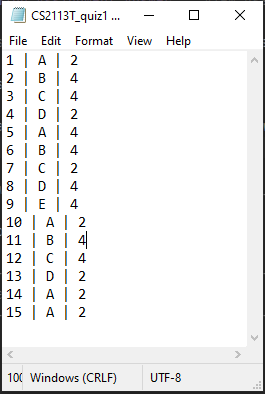 CS2113T_quiz1 ...
File Edit Format View Help
1 | A | 2
2 | B | 4
3 | C | 4
4 | D | 2
5 | A | 4
6 | B | 4
7 | C | 2
8 | D | 4
9 | E | 4
10 | A | 2
11 | B | 4
12 | C | 4
13 | D | 2
14 | A | 2
15 | A | 2
100 Windows (CRLF) UTF-8